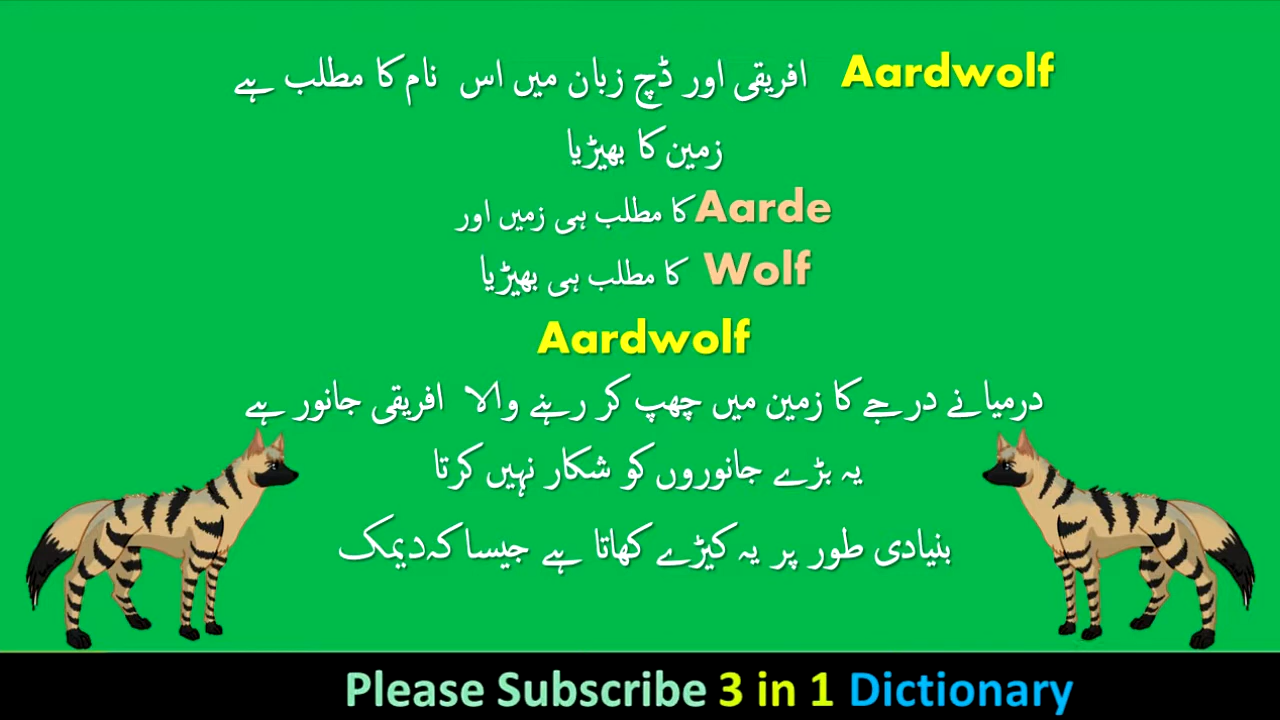 Aardwolf افریقی اور ڈچ زبان میں اس نام کا مطلب ہے
زمین کا بھیڑیا
Aarde کا مطلب ہی زمیں اور
Wolf کا مطلب ہی بھیڑیا
Aardwolf
درمیانے درجے کا زمین میں چھپ کر رہنے والا افریقی جانور ہے
یہ بڑے جانوروں کو شکار نہیں کرتا
بنیادی طور پر یہ کیڑے کھاتا ہے جیسا کہ دیمک
Please Subscribe 3 in 1 Dictionary